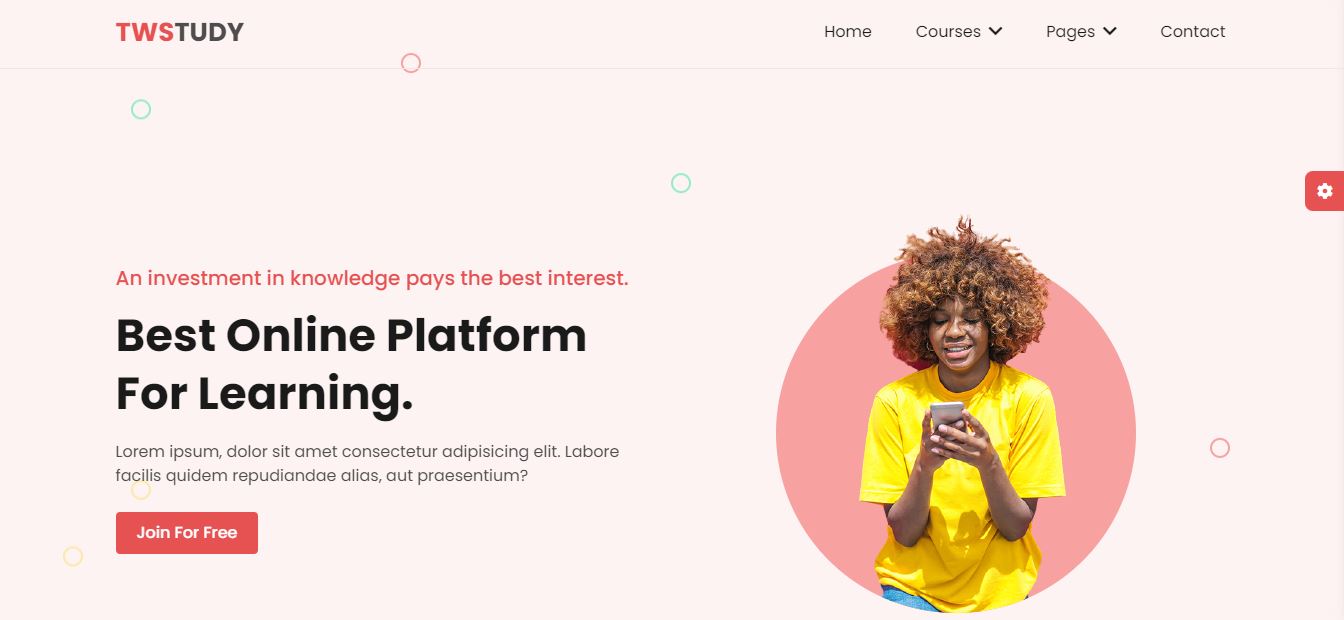 TWSTUDY
Home Courses Pages Contact
An investment in knowledge pays the best interest.
Best Online Platform
For Learning.
Lorem ipsum, dolor sit amet consectetur adipisicing elit. Labore
facilis quidem repudiandae alias, aut praesentium?
Join For Free